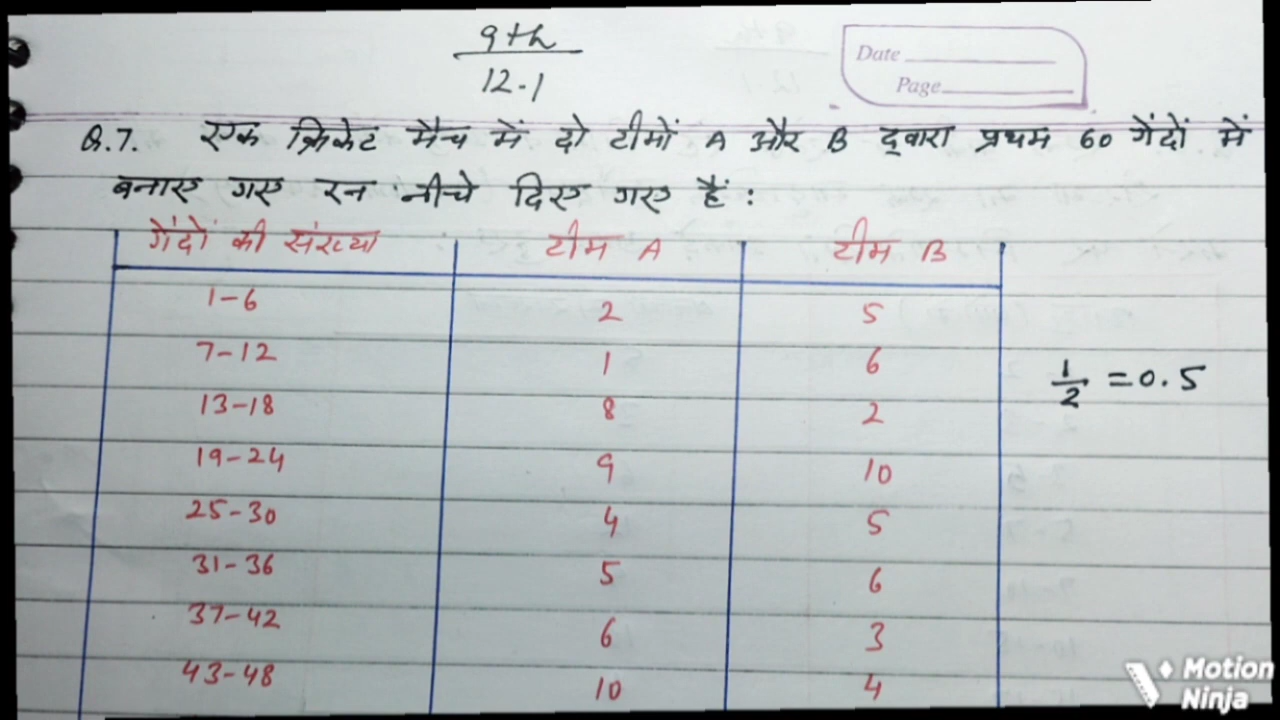 9th
12.1
Date
Page
Q.7. एक क्रिकेट मैच में दो टीमों A और B द्वारा प्रथम 60 गेंदों में
बनाए गए रन नीचे दिए गए हैं :
गेंदों की संख्या टीम A टीम B
1-6 2 5
7-12 1 6
13-18 8 2
19-24 9 10
25-30 4 5
31-36 5 6
37-42 6 3
43-48 10 4
1/2 = 0.5
Motion
Ninja